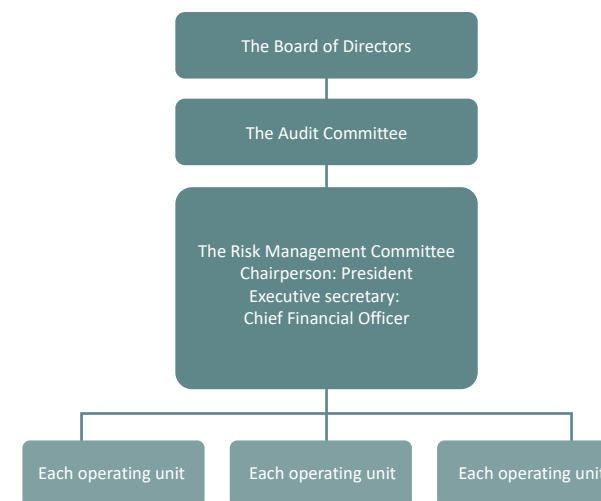 The Board of Directors
The Audit Committee
The Risk Management Committee
Chairperson: President
Executive secretary:
Chief Financial Officer
Each operating unit
Each operating unit
Each operating unit